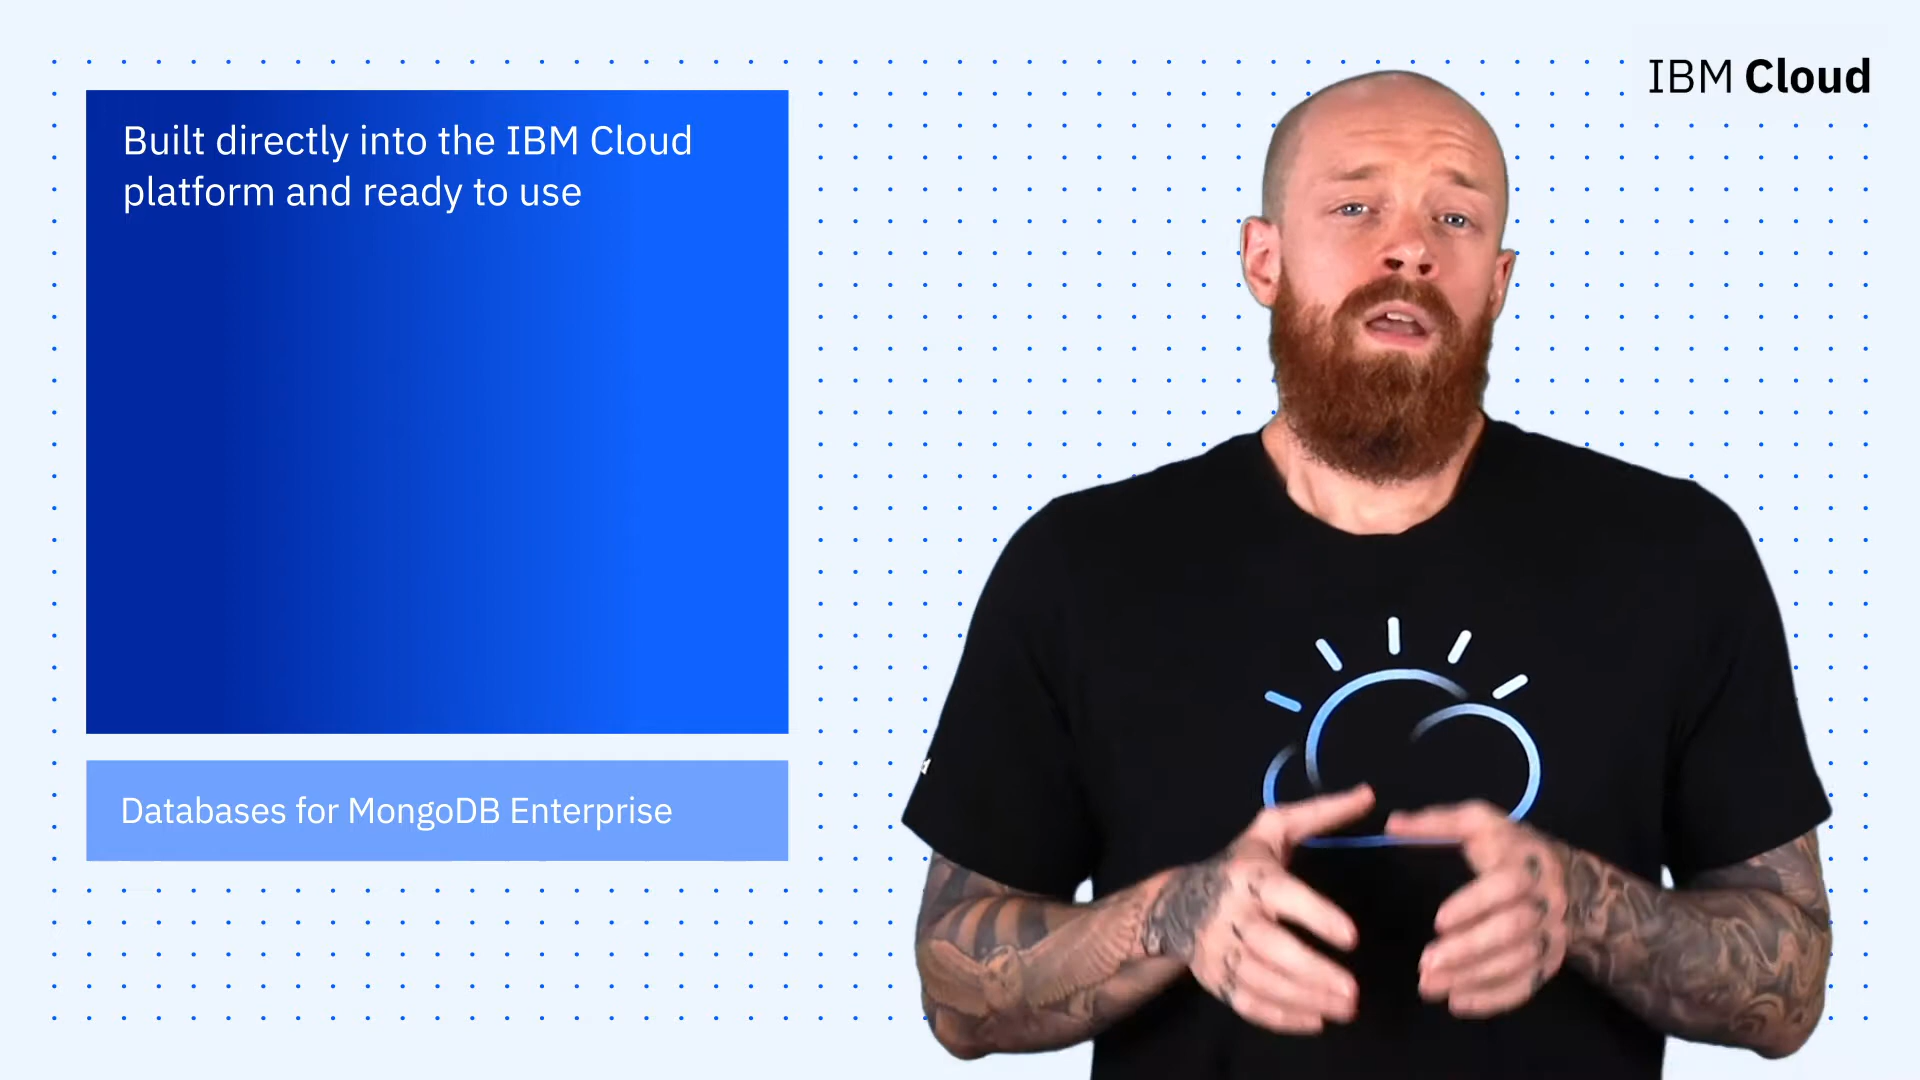 IBM Cloud
Built directly into the IBM Cloud
platform and ready to use
Databases for MongoDB Enterprise